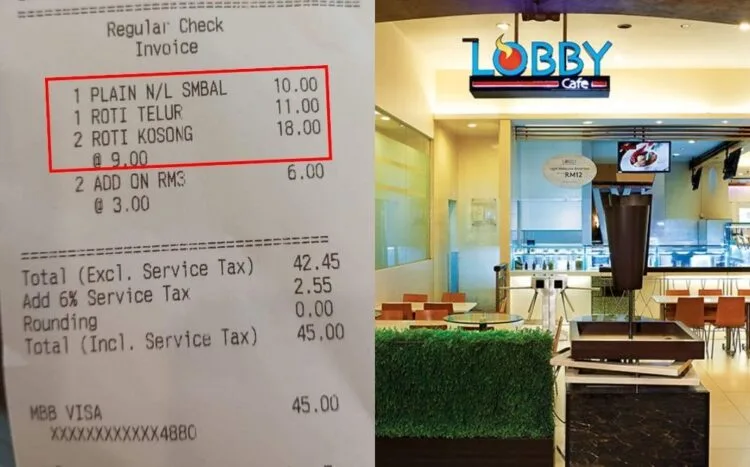 Regular Check
Invoice
1 PLAIN N/L SMBAL 10.00
1 ROTI TELUR 11.00
2 ROTI KOSONG 18.00
@ 9.00
2 ADD ON RM3 6.00
@ 3.00
Total (Excl. Service Tax) 42.45
Add 6% Service Tax 2.55
Rounding 0.00
Total (Incl. Service Tax) 45.00
MBB VISA 45.00
XXXXXXXXXXXX4880
LOBBY
Cafe
RM12